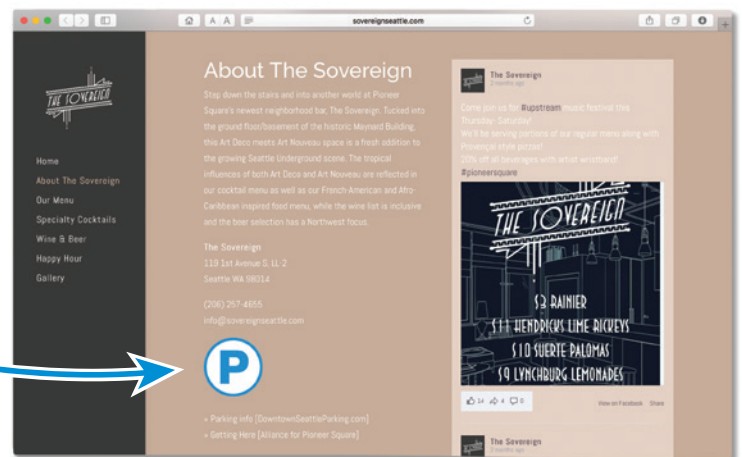 sovereignseattle.com
A A
THE SOVEREIGN
Home
About The Sovereign
Our Menu
Specialty Cocktails
Wine & Beer
Happy Hour
Gallery
About The Sovereign
Step down the stairs and into another world at Pioneer
Square's newest neighborhood bar, The Sovereign. Tucked into
the ground floor/basement of the historic Maynard Building,
this Art Deco meets Art Nouveau space is a fresh addition to
the growing Seattle Underground scene. The tropical
influences of both Art Deco and Art Nouveau are reflected in
our cocktail menu as well as our French-American and Afro-
Caribbean inspired food menu, while the wine list is inclusive
and the beer selection has a Northwest focus.
The Sovereign
119 1st Avenue S. LL-2
Seattle WA 98014
(206) 257-4655
info@sovereignseattle.com
P
» Parking info [DowntownSeattleParking.com]
» Getting Here [Alliance for Pioneer Square]
The Sovereign
2 months ago
Come join us for #upstream music festival this
Thursday- Saturday!
We'll be serving portions of our regular menu along with
Provençal style pizzas!
20% off all beverages with artist wristband!
#pioneersquare
THE SOVEREIGN
$3 RAINIER
$11 HENDRICKS LIME RICKEYS
$10 SUERTE PALOMAS
$9 LYNCHBURG LEMONADES
14 4 0
View on Facebook Share
The Sovereign
2 months ago